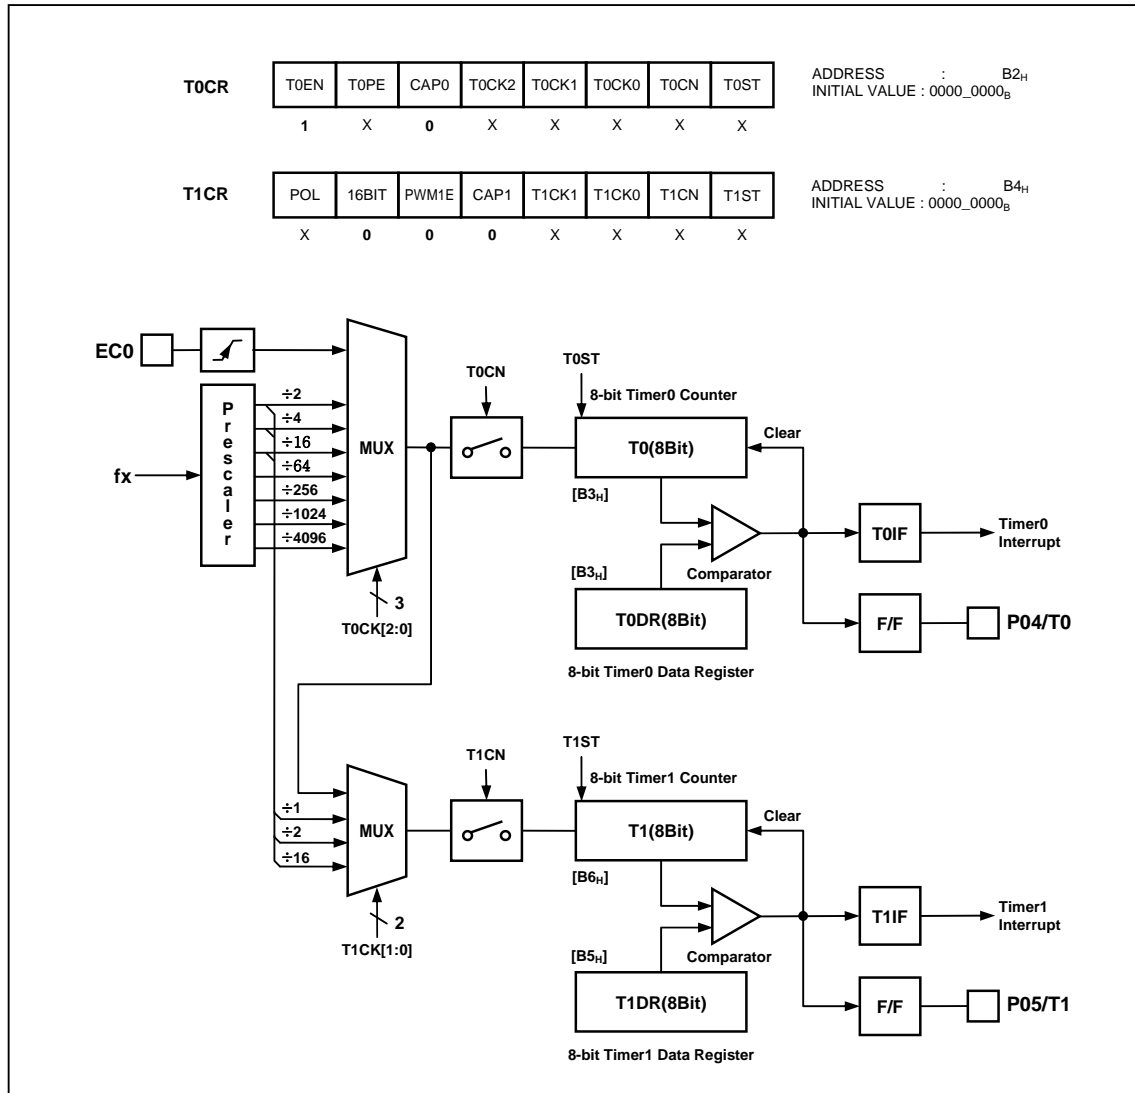 T0CR T0EN T0PE CAP0 T0CK2 T0CK1 T0CK0 T0CN T0ST
ADDRESS : B2H
INITIAL VALUE : 0000_0000B
1 X 0 X X X X X
T1CR POL 16BIT PWM1E CAP1 T1CK1 T1CK0 T1CN T1ST
ADDRESS : B4H
INITIAL VALUE : 0000_0000B
X 0 0 0 X X X X
EC0
Prescaler
fx
÷2
÷4
÷16
÷64
÷256
÷1024
÷4096
MUX
3
T0CK[2:0]
T0CN
T0ST
8-bit Timer0 Counter
T0(8Bit)
Clear
[B3H]
Comparator
[B3H]
T0DR(8Bit)
8-bit Timer0 Data Register
T0IF
Timer0
Interrupt
F/F
P04/T0
÷1
÷2
÷16
MUX
2
T1CK[1:0]
T1CN
T1ST
8-bit Timer1 Counter
T1(8Bit)
Clear
[B6H]
Comparator
[B5H]
T1DR(8Bit)
8-bit Timer1 Data Register
T1IF
Timer1
Interrupt
F/F
P05/T1